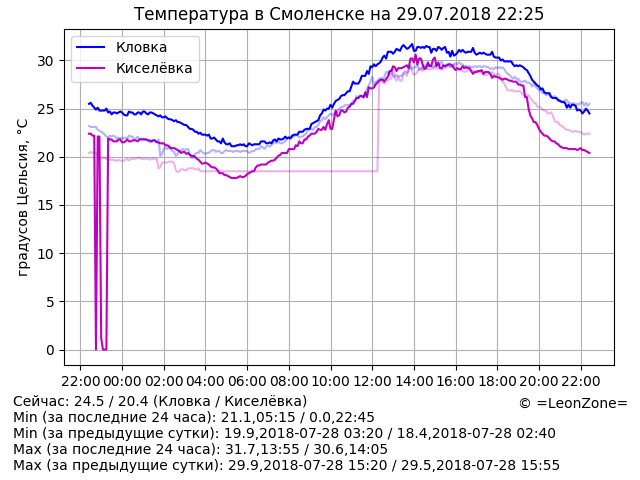 Температура в Смоленске на 29.07.2018 22:25
Кловка
Киселёвка
градусов Цельсия, °C
30
25
20
15
10
5
0
22:00 00:00 02:00 04:00 06:00 08:00 10:00 12:00 14:00 16:00 18:00 20:00 22:00
Сейчас: 24.5 / 20.4 (Кловка / Киселёвка)
© =LeonZone=
Min (за последние 24 часа): 21.1,05:15 / 0.0,22:45
Min (за предыдущие сутки): 19.9,2018-07-28 03:20 / 18.4,2018-07-28 02:40
Max (за последние 24 часа): 31.7,13:55 / 30.6,14:05
Max (за предыдущие сутки): 29.9,2018-07-28 15:20 / 29.5,2018-07-28 15:55